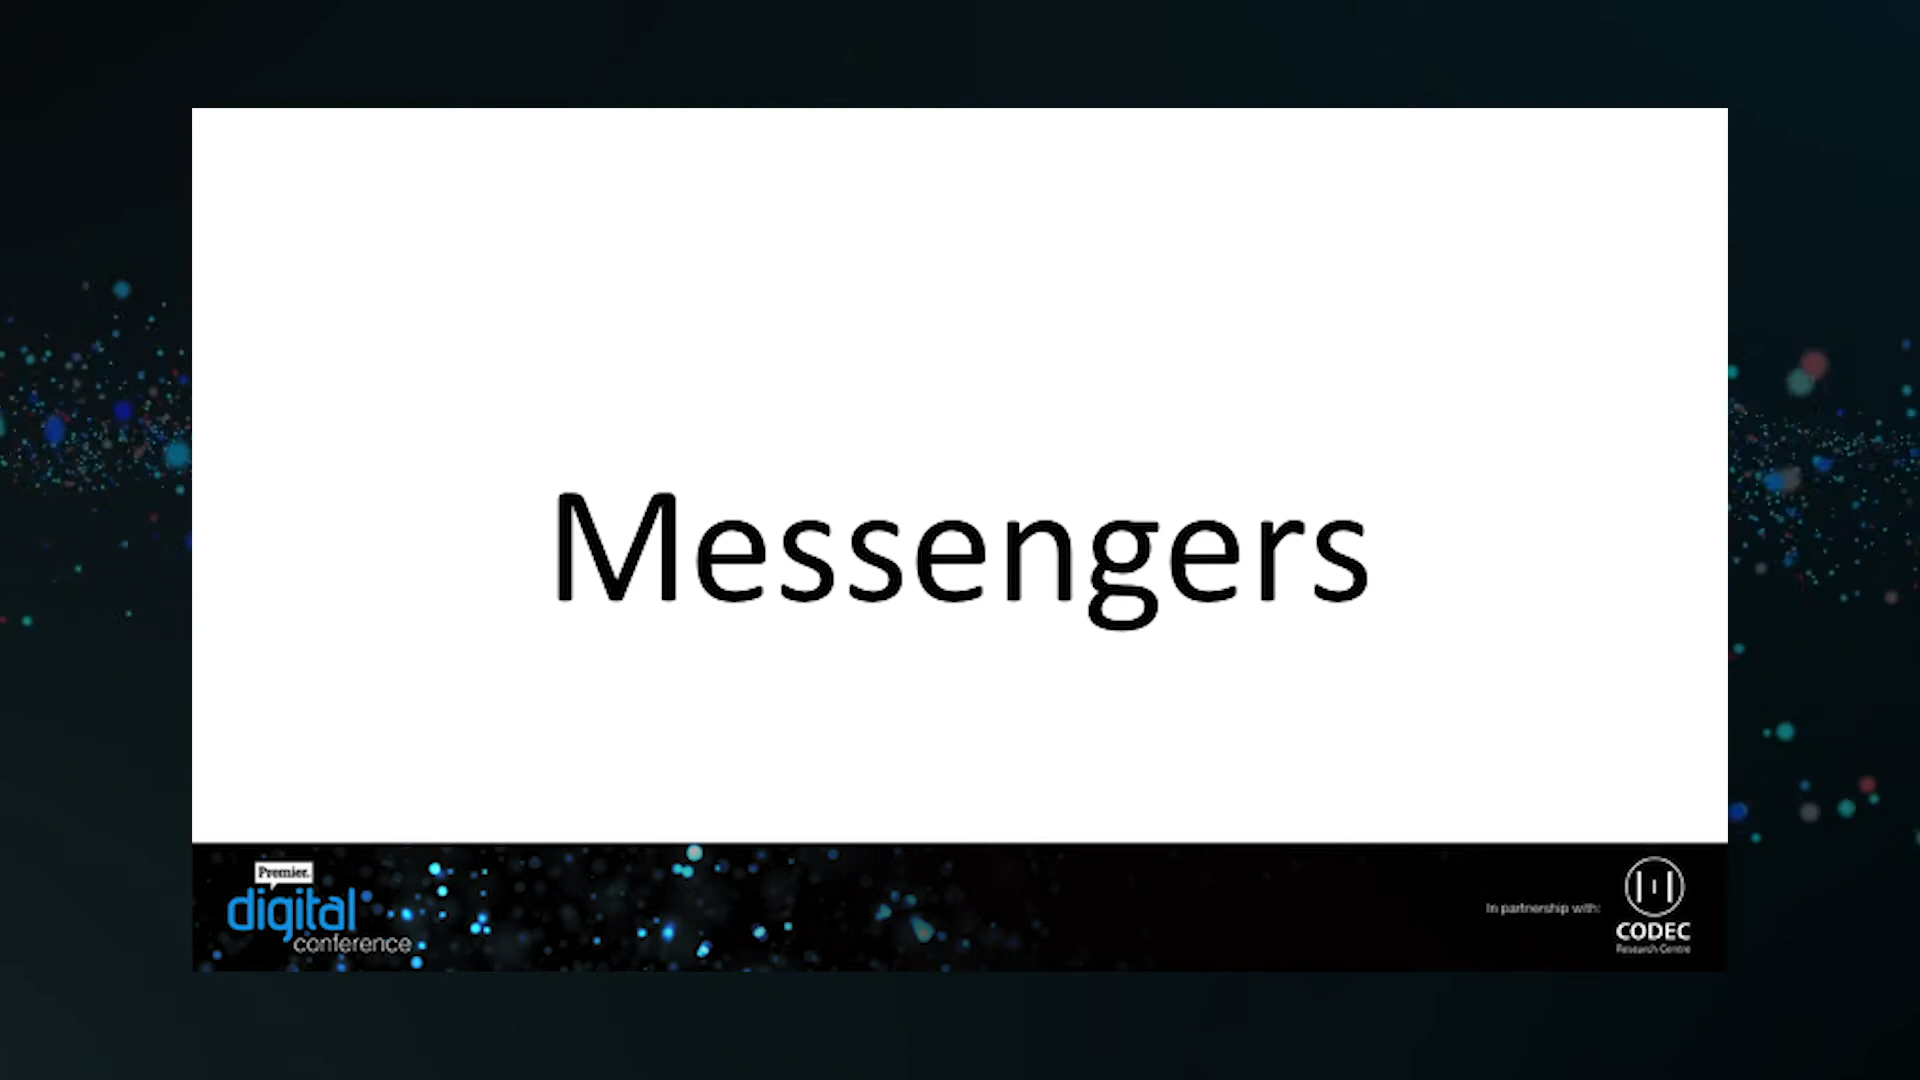 Messengers
Premier.
digital
conference
In partnership with:
CODEC
Research Centre